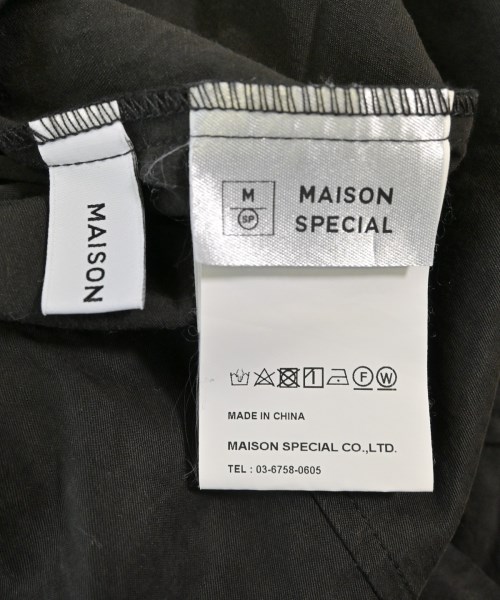 MAISON
M
SP
MAISON
SPECIAL
F W
MADE IN CHINA
MAISON SPECIAL CO.,LTD.
TEL : 03-6758-0605